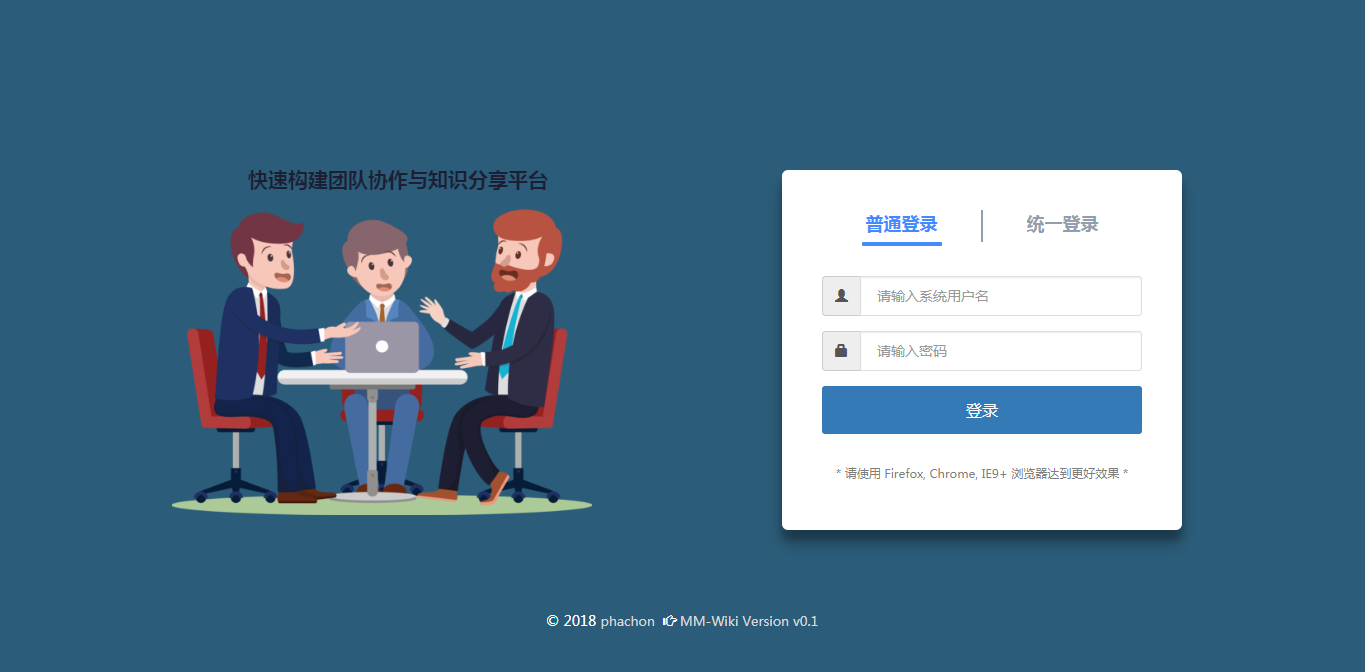 快速构建团队协作与知识分享平台
普通登录
统一登录
请输入系统用户名
请输入密码
登录
* 请使用 Firefox, Chrome, IE9+ 浏览器达到更好效果 *
© 2018 phachon MM-Wiki Version v0.1